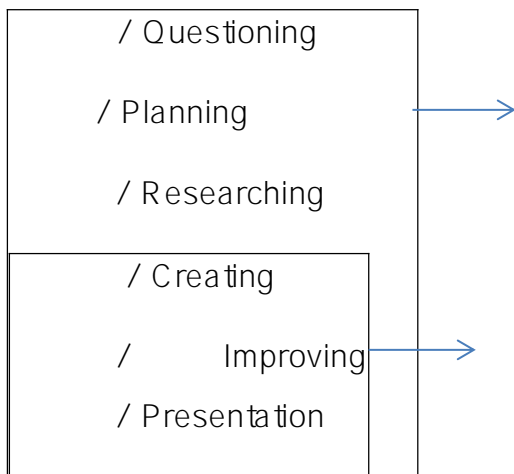 / Questioning
/ Planning
/ Researching
/ Creating
/ Improving
/ Presentation